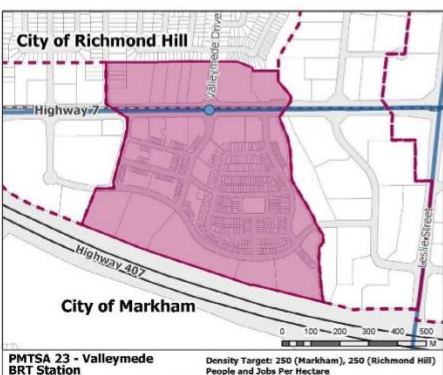 City of Richmond Hill
Valleymede Drive
Highway 7
Leslie Street
Highway 407
City of Markham
0 100 200 300 400 500
M
PMTSA 23 - Valleymede
BRT Station
Density Target: 250 (Markham), 250 (Richmond Hill)
People and Jobs Per Hectare